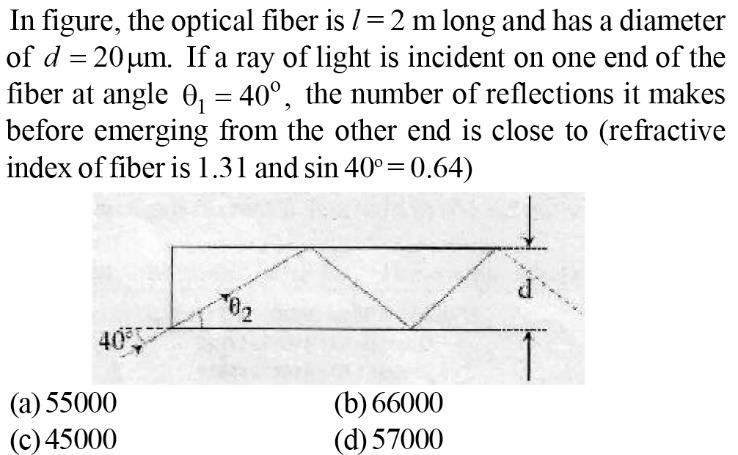 In figure, the optical fiber is l = 2 m long and has a diameter
of d = 20 μm. If a ray of light is incident on one end of the
fiber at angle θ₁ = 40°, the number of reflections it makes
before emerging from the other end is close to (refractive
index of fiber is 1.31 and sin 40° = 0.64)
d
θ₂
40°
(a) 55000 (b) 66000
(c) 45000 (d) 57000